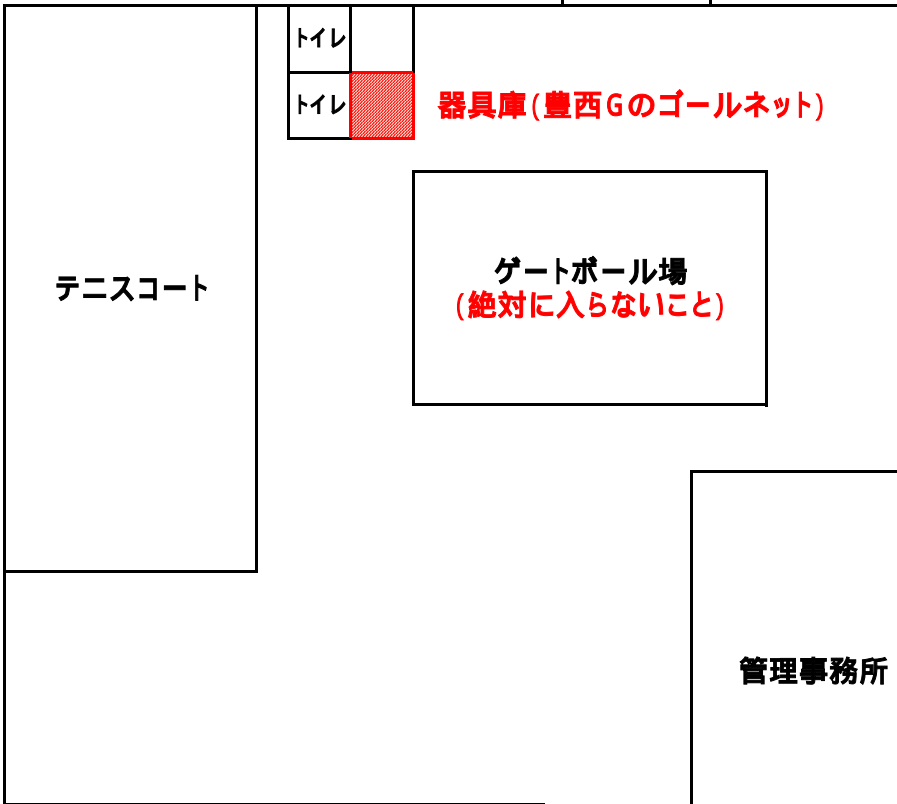 トイレ
トイレ
器具庫(豊西Gのゴールネット)
テニスコート
ゲートボール場
(絶対に入らないこと)
管理事務所